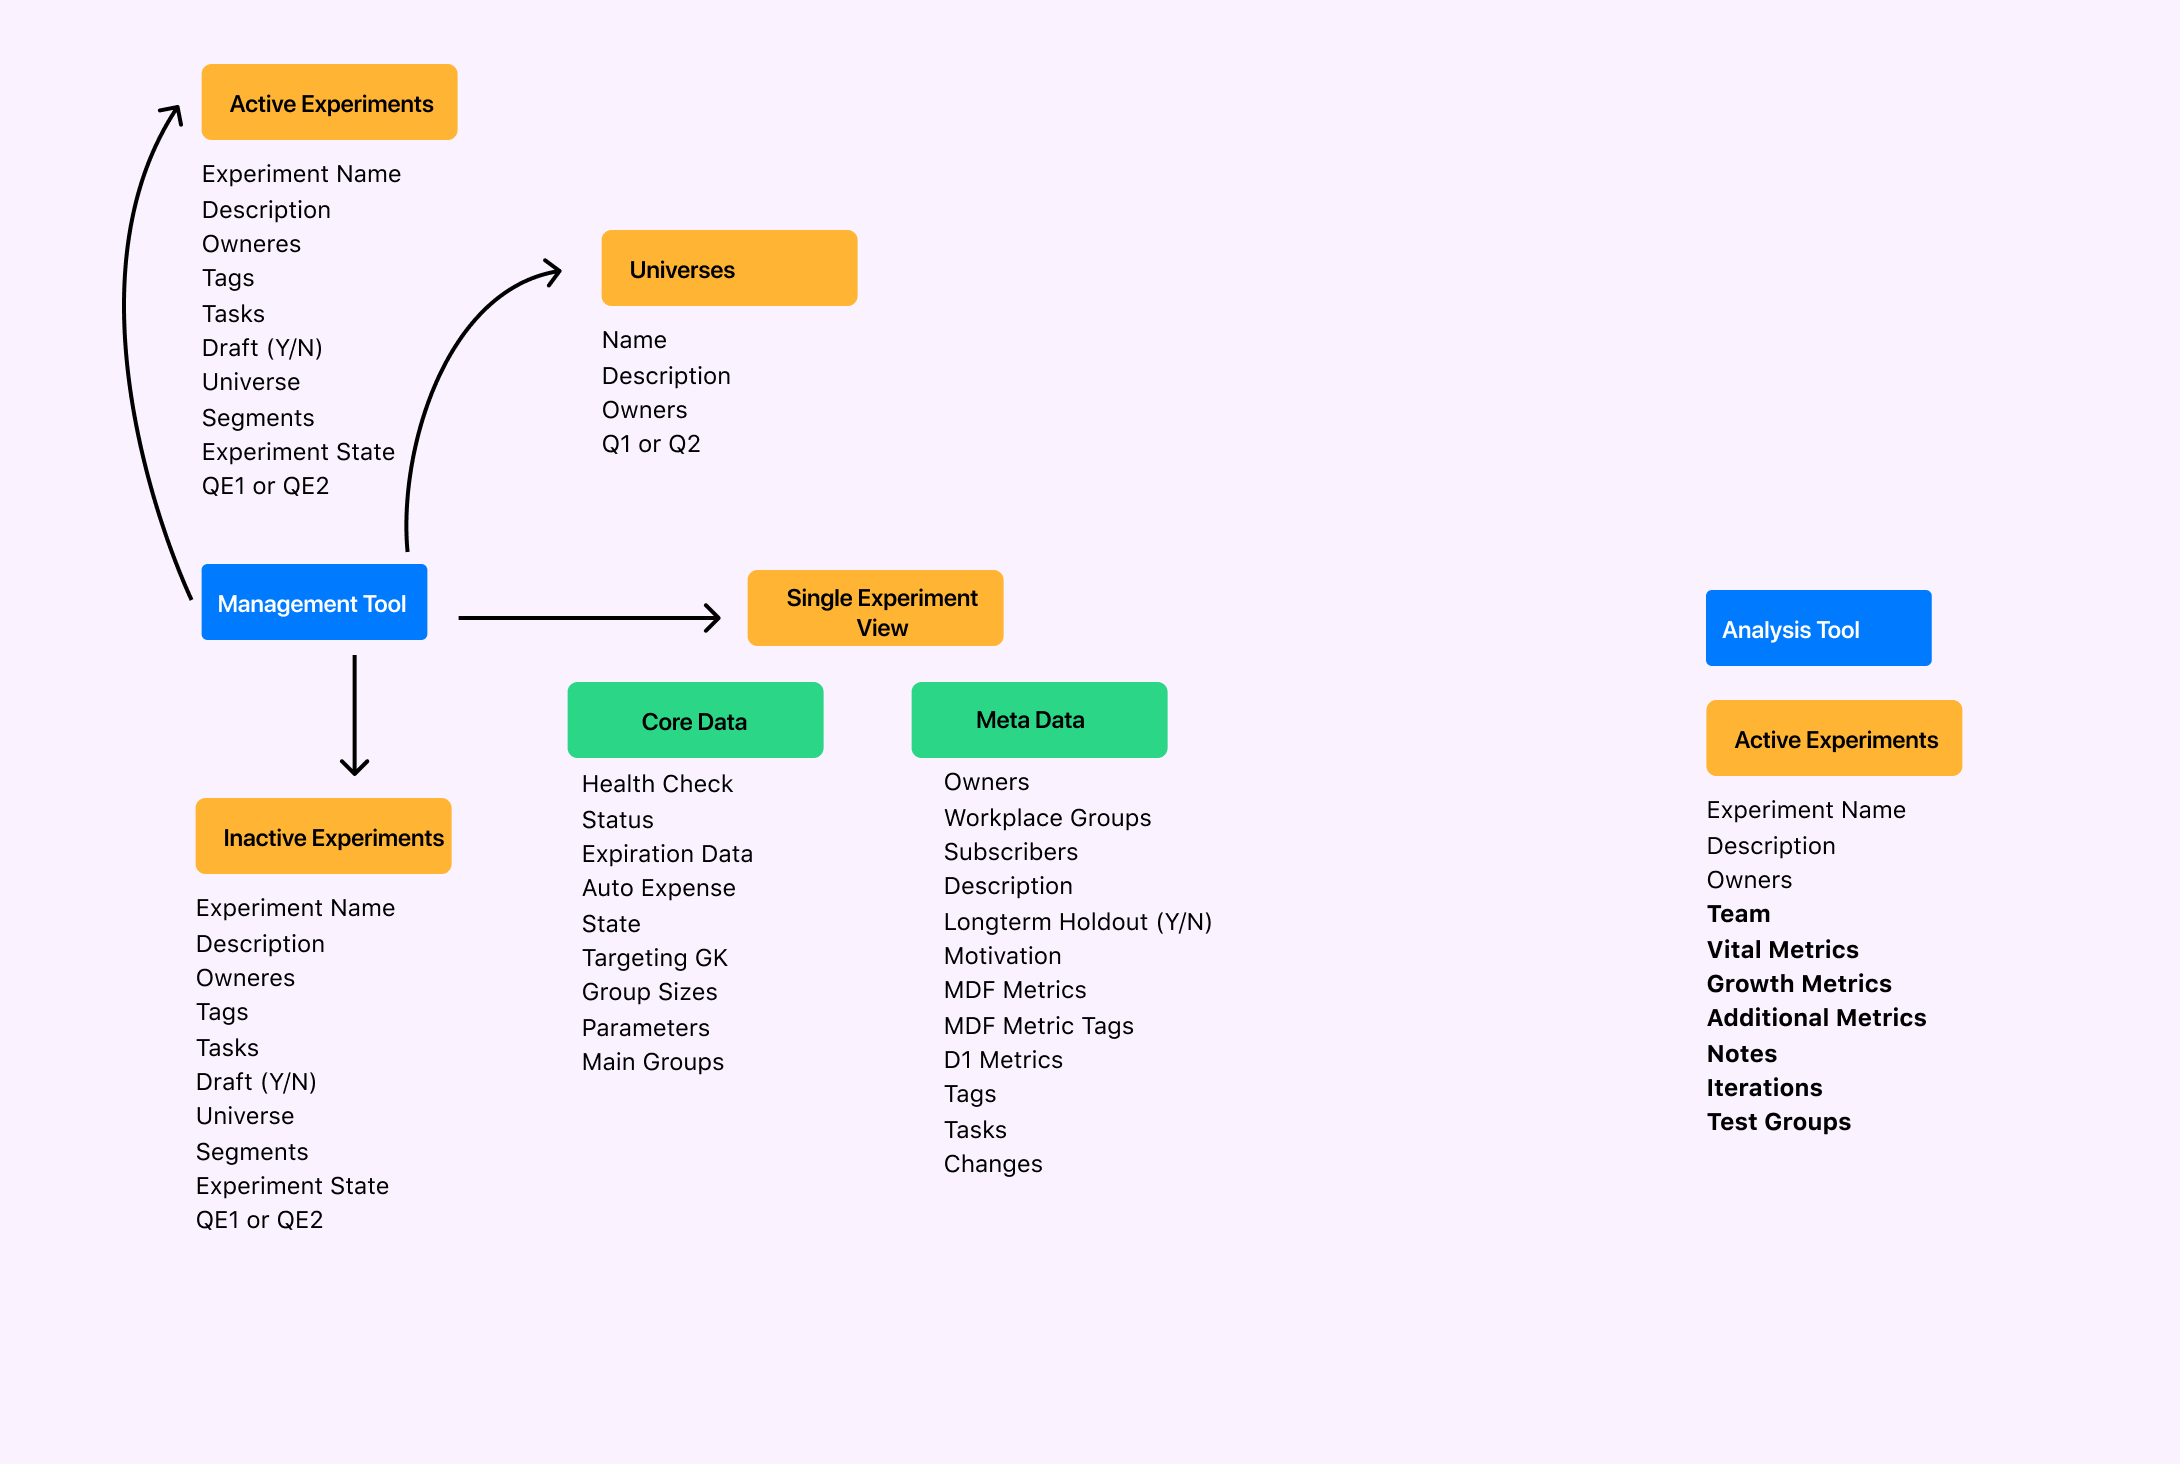 Active Experiments
Experiment Name
Description
Owneres
Tags
Tasks
Draft (Y/N)
Universe
Segments
Experiment State
QE1 or QE2
Universes
Name
Description
Owners
Q1 or Q2
Management Tool
Single Experiment
View
Core Data
Health Check
Status
Expiration Data
Auto Expense
State
Targeting GK
Group Sizes
Parameters
Main Groups
Meta Data
Owners
Workplace Groups
Subscribers
Description
Longterm Holdout (Y/N)
Motivation
MDF Metrics
MDF Metric Tags
D1 Metrics
Tags
Tasks
Changes
Inactive Experiments
Experiment Name
Description
Owneres
Tags
Tasks
Draft (Y/N)
Universe
Segments
Experiment State
QE1 or QE2
Analysis Tool
Active Experiments
Experiment Name
Description
Owners
Team
Vital Metrics
Growth Metrics
Additional Metrics
Notes
Iterations
Test Groups